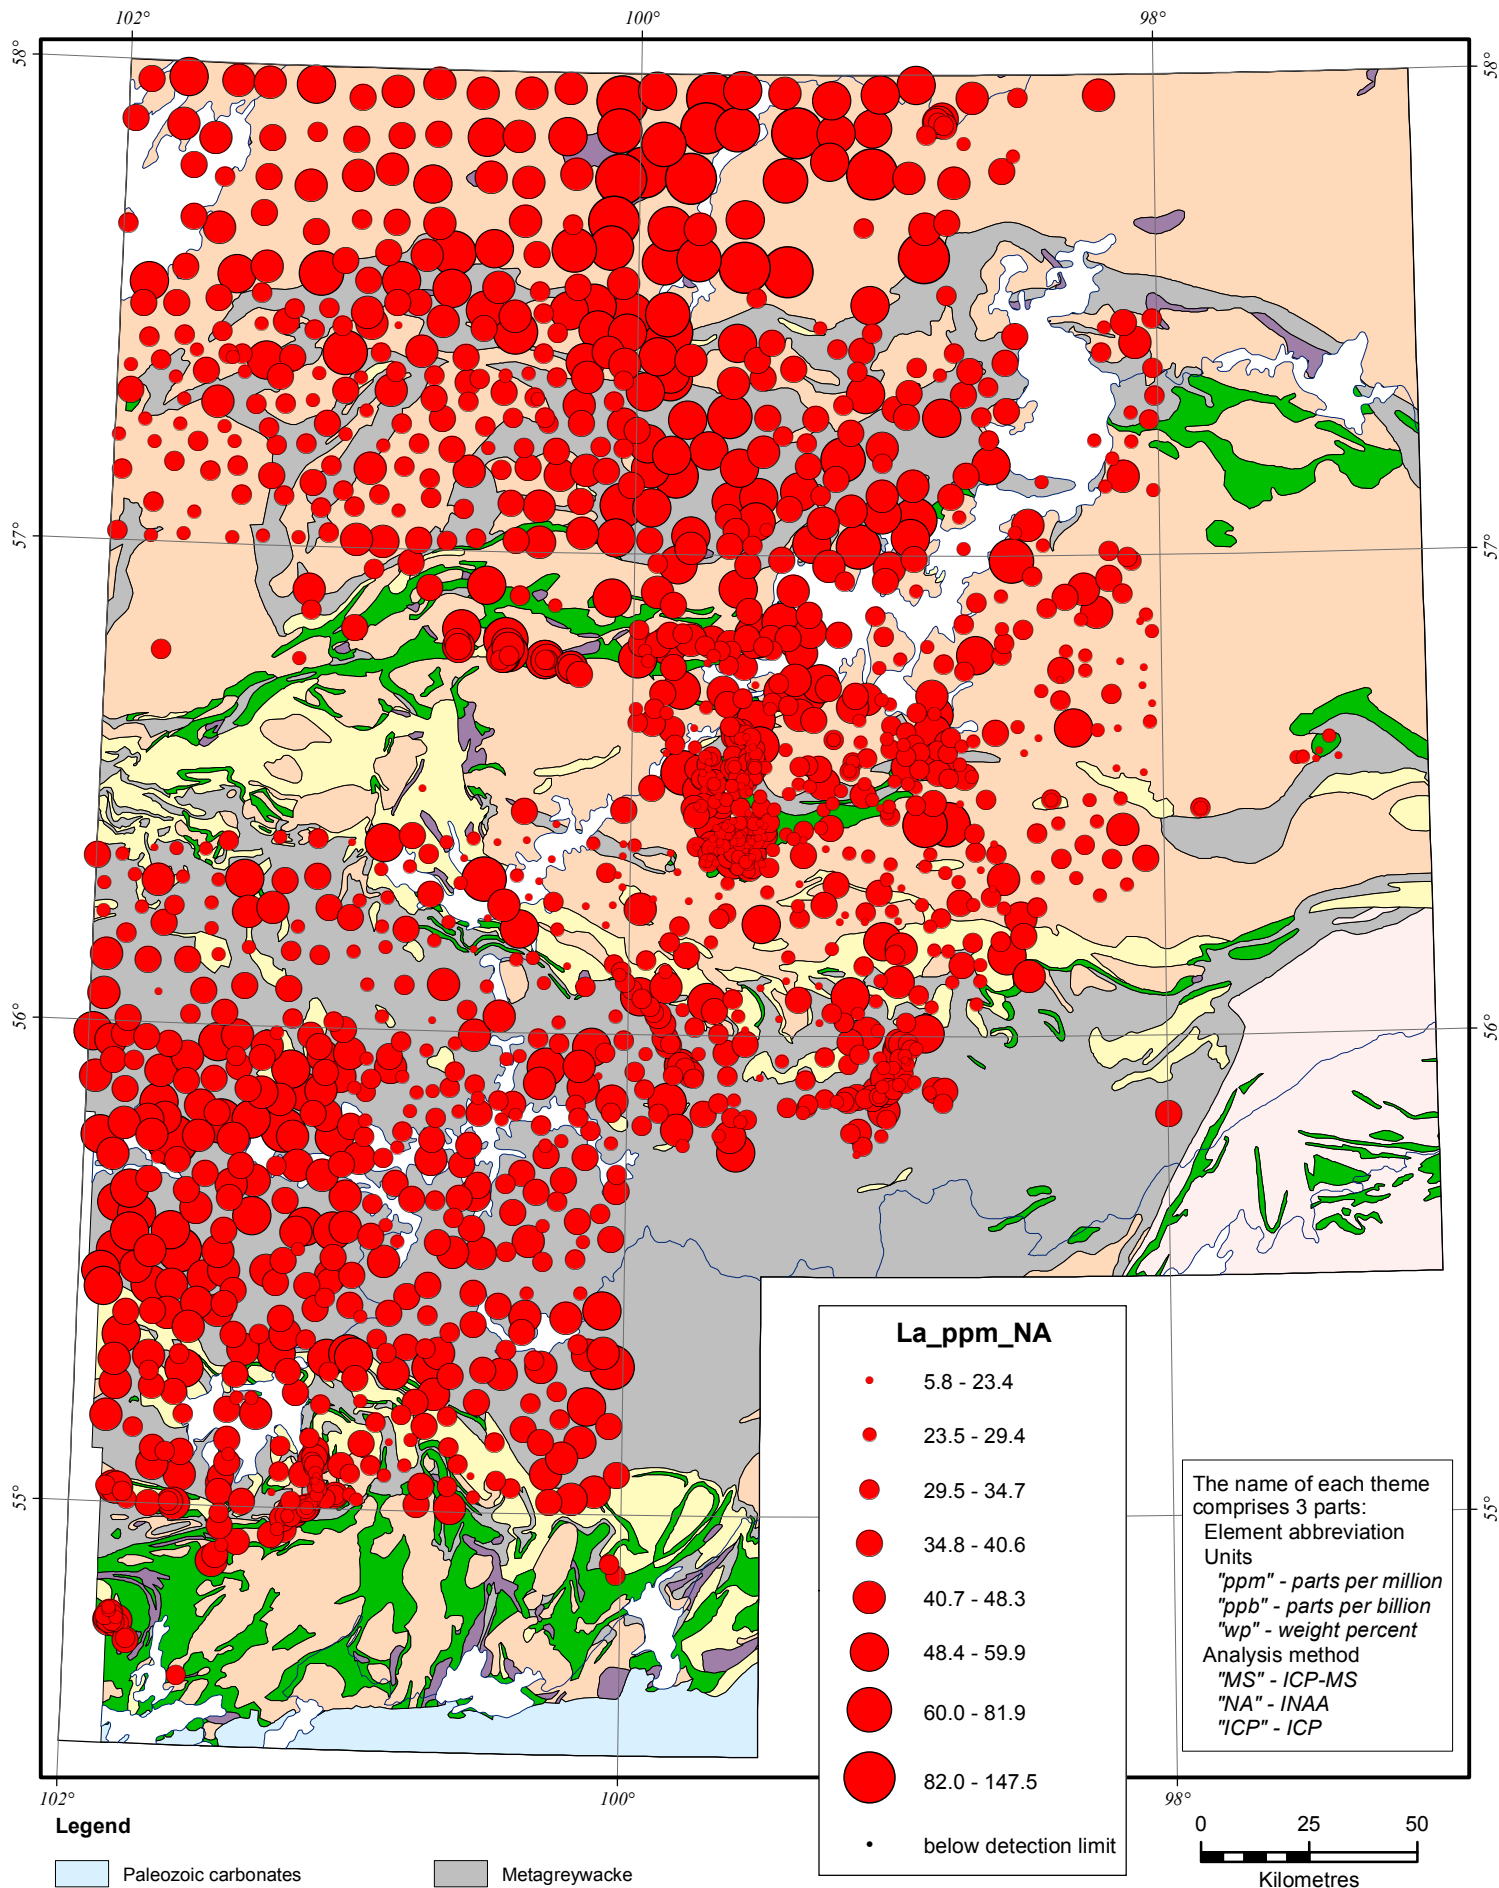 102°
100°
98°
58°
58°
57°
57°
56°
56°
55°
55°
La_ppm_NA
5.8 - 23.4
23.5 - 29.4
29.5 - 34.7
34.8 - 40.6
40.7 - 48.3
48.4 - 59.9
60.0 - 81.9
82.0 - 147.5
below detection limit
The name of each theme
comprises 3 parts:
Element abbreviation
Units
"ppm" - parts per million
"ppb" - parts per billion
"wp" - weight percent
Analysis method
"MS" - ICP-MS
"NA" - INAA
"ICP" - ICP
102°
100°
98°
Legend
Paleozoic carbonates
Metagreywacke
0 25 50
Kilometres